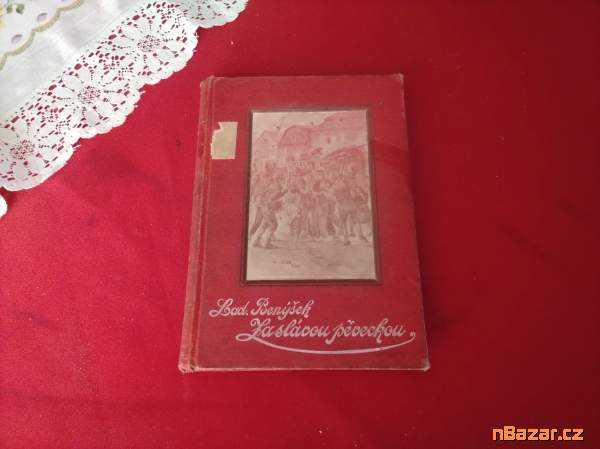 Lad. Benýšek
Za slávou pěveckou
nBazar.cz